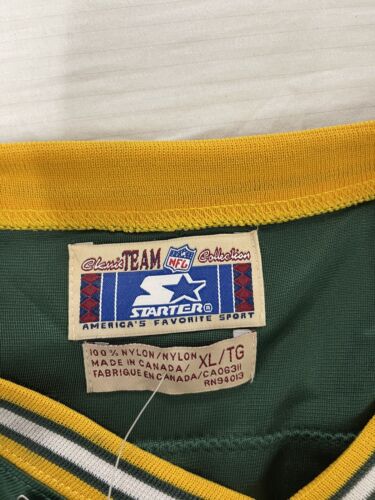 Classic TEAM NFL Collection
STARTER®
AMERICA'S FAVORITE SPORT
100% NYLON/NYLON
MADE IN CANADA/ XL/TG
FABRIQUE EN CANADA/CA06311
RN94013